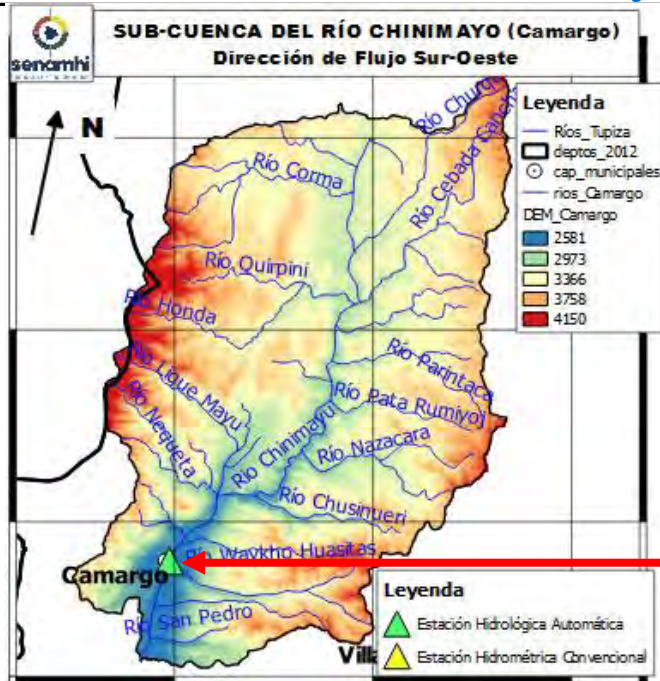 senamhi
SUB-CUENCA DEL RÍO CHINIMAYO (Camargo)
Dirección de Flujo Sur-Oeste
N
Leyenda
Ríos_Tupiza
deptos_2012
cap_municipales
rios_Camargo
DEM_Camargo
2581
2973
3366
3758
4150
Río Churqu
Río Cebada Cancha
Río Corma
Río Quirpini
Río Honda
Río Lique Mayu
Río Nequeta
Río Chinimayu
Río Parintaca
Río Pata Rumiyoj
Río Nazacara
Río Chusinueri
Río Waykho Huasitas
Camargo
Río San Pedro
Villa
Leyenda
Estación Hidrológica Automática
Estación Hidrométrica Convencional